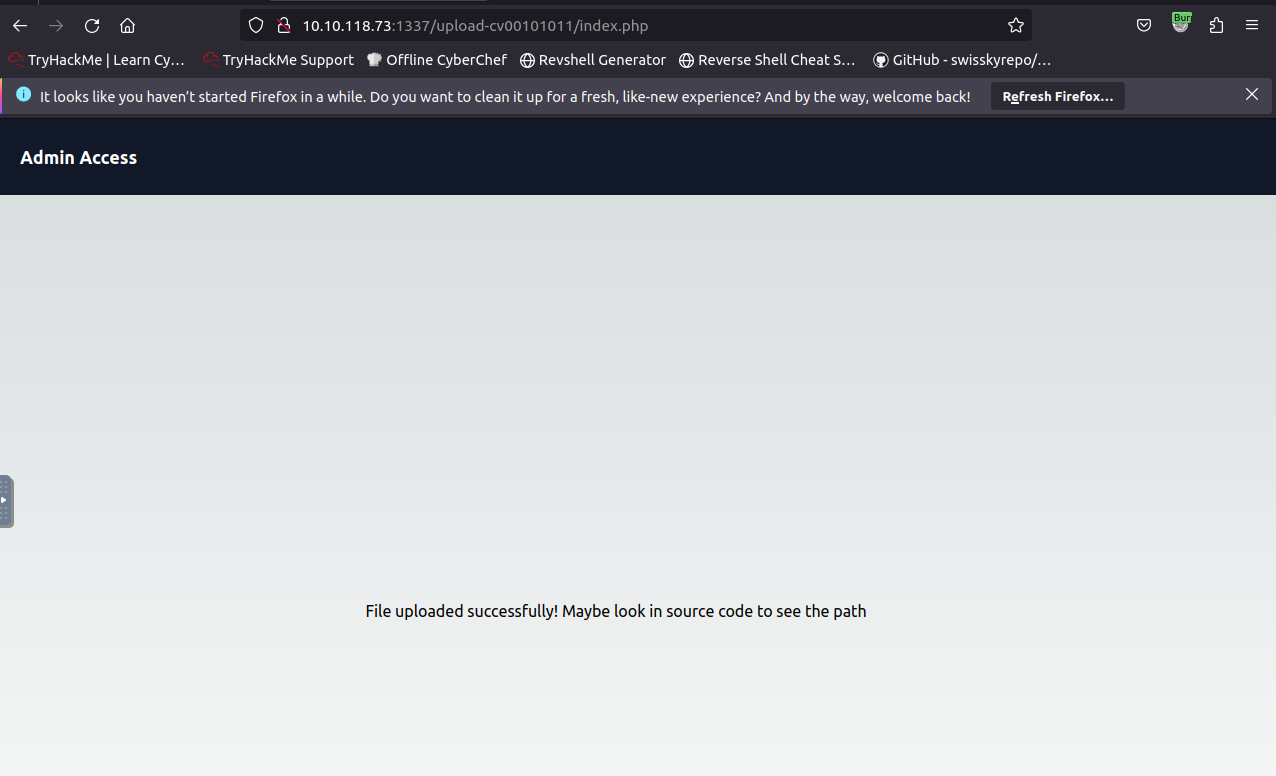 10.10.118.73:1337/upload-cv00101011/index.php
Bur
TryHackMe | Learn Cy… TryHackMe Support Offline CyberChef Revshell Generator Reverse Shell Cheat S… GitHub - swisskyrepo/…
It looks like you haven’t started Firefox in a while. Do you want to clean it up for a fresh, like-new experience? And by the way, welcome back! Refresh Firefox…
Admin Access
File uploaded successfully! Maybe look in source code to see the path